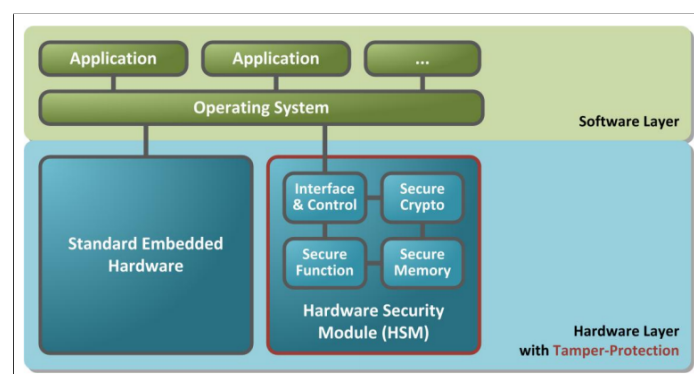 Application
Application
...
Operating System
Software Layer
Standard Embedded
Hardware
Interface
& Control
Secure
Crypto
Secure
Function
Secure
Memory
Hardware Security
Module (HSM)
Hardware Layer
with Tamper-Protection